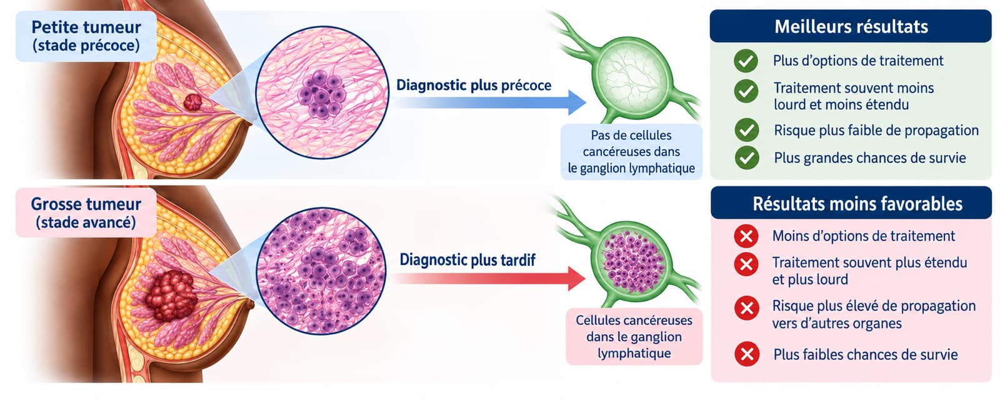 Petite tumeur
(stade précoce)
Diagnostic plus précoce
Pas de cellules
cancéreuses dans
le ganglion lymphatique
Meilleurs résultats
Plus d'options de traitement
Traitement souvent moins
lourd et moins étendu
Risque plus faible de propagation
Plus grandes chances de survie
Grosse tumeur
(stade avancé)
Diagnostic plus tardif
Cellules cancéreuses
dans le ganglion
lymphatique
Résultats moins favorables
Moins d'options de traitement
Traitement souvent plus étendu
et plus lourd
Risque plus élevé de propagation
vers d'autres organes
Plus faibles chances de survie